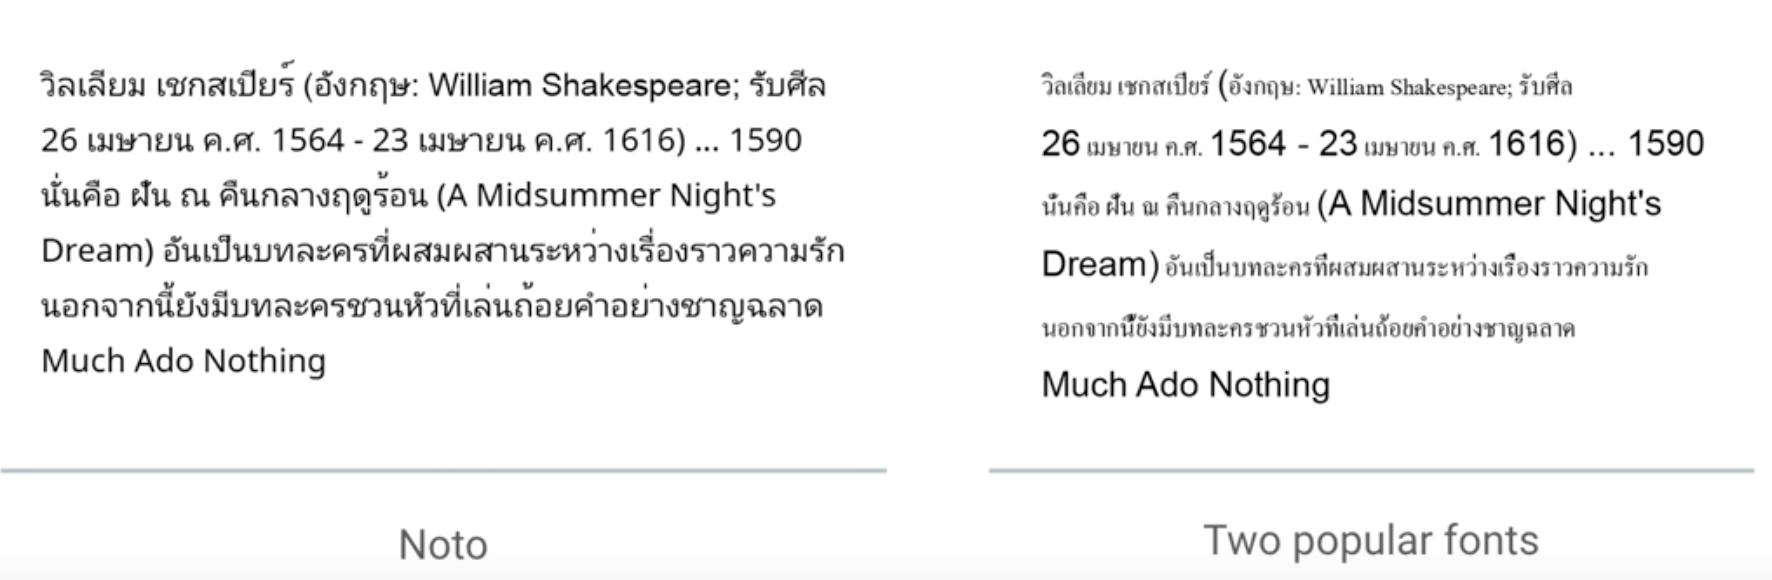 วิลเลียม เชกสเปียร์ (อังกฤษ: William Shakespeare; รับศีล
26 เมษายน ค.ศ. 1564 - 23 เมษายน ค.ศ. 1616) ... 1590
นั่นคือ ฝัน ณ คืนกลางฤดูร้อน (A Midsummer Night's
Dream) อันเป็นบทละครที่ผสมผสานระหว่างเรื่องราวความรัก
นอกจากนี้ยังมีบทละครชวนหัวที่เล่นถ้อยคำอย่างชาญฉลาด
Much Ado Nothing
Noto
วิลเลียม เชกสเปียร์ (อังกฤษ: William Shakespeare; รับศีล
26 เมษายน ค.ศ. 1564 - 23 เมษายน ค.ศ. 1616) ... 1590
นั่นคือ ฝัน ณ คืนกลางฤดูร้อน (A Midsummer Night's
Dream) อันเป็นบทละครที่ผสมผสานระหว่างเรื่องราวความรัก
นอกจากนี้ยังมีบทละครชวนหัวที่เล่นถ้อยคำอย่างชาญฉลาด
Much Ado Nothing
Two popular fonts